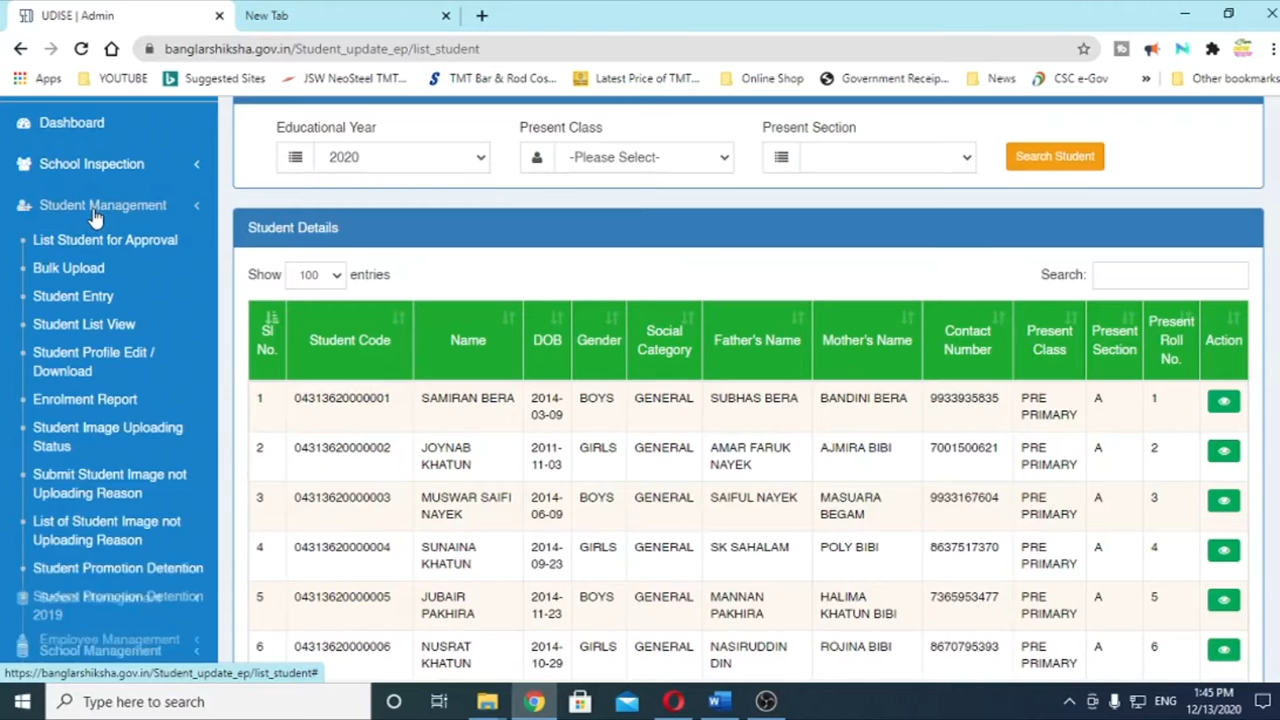 UDISE | Admin
New Tab
banglarshiksha.gov.in/Student_update_ep/list_student
Apps
YOUTUBE
Suggested Sites
JSW NeoSteel TMT...
TMT Bar & Rod Cos...
Latest Price of TMT...
Online Shop
Government Receip...
News
CSC e-Gov
»
Other bookmarks
Dashboard
School Inspection
Student Management
List Student for Approval
Bulk Upload
Student Entry
Student List View
Student Profile Edit /
Download
Enrolment Report
Student Image Uploading
Status
Submit Student Image not
Uploading Reason
List of Student Image not
Uploading Reason
Student Promotion Detention
Student Promotion Detention
2019
Employee Management
School Management
Educational Year
Present Class
Present Section
2020
-Please Select-
Search Student
Student Details
Show 100 entries
Search:
Sl No. Student Code Name DOB Gender Social Category Father's Name Mother's Name Contact Number Present Class Present Section Present Roll No. Action
1 04313620000001 SAMIRAN BERA 2014-03-09 BOYS GENERAL SUBHAS BERA BANDINI BERA 9933935835 PRE PRIMARY A 1
2 04313620000002 JOYNAB KHATUN 2011-11-03 GIRLS GENERAL AMAR FARUK NAYEK AJMIRA BIBI 7001500621 PRE PRIMARY A 2
3 04313620000003 MUSWAR SAIFI NAYEK 2014-06-09 BOYS GENERAL SAIFUL NAYEK MASUARA BEGAM 9933167604 PRE PRIMARY A 3
4 04313620000004 SUNAINA KHATUN 2014-09-23 GIRLS GENERAL SK SAHALAM POLY BIBI 8637517370 PRE PRIMARY A 4
5 04313620000005 JUBAIR PAKHIRA 2014-11-23 BOYS GENERAL MANNAN PAKHIRA HALIMA KHATUN BIBI 7365953477 PRE PRIMARY A 5
6 04313620000006 NUSRAT KHATUN 2014-10-29 GIRLS GENERAL NASIRUDDIN DIN ROJINA BIBI 8670795393 PRE PRIMARY A 6
https://banglarshiksha.gov.in/Student_update_ep/list_student#
Type here to search
ENG
1:45 PM
12/13/2020